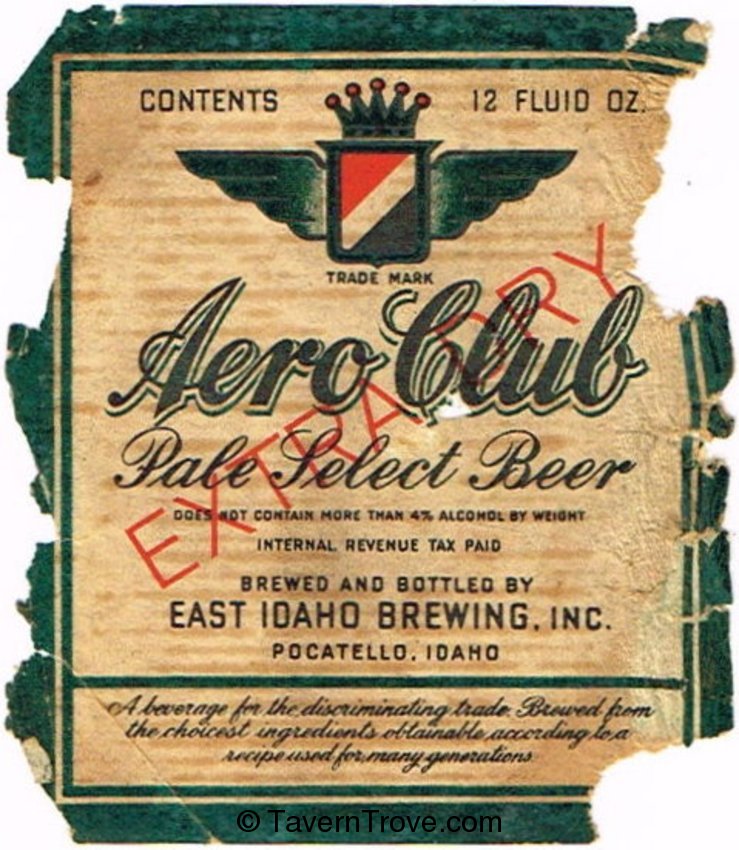 CONTENTS 12 FLUID OZ.
TRADE MARK
Aero Club
EXTRA DRY
Pale Select Beer
DOES NOT CONTAIN MORE THAN 4% ALCOHOL BY WEIGHT
INTERNAL REVENUE TAX PAID
BREWED AND BOTTLED BY
EAST IDAHO BREWING, INC.
POCATELLO, IDAHO
A beverage for the discriminating trade. Brewed from
the choicest ingredients obtainable according to a
recipe used for many generations
© TavernTrove.com